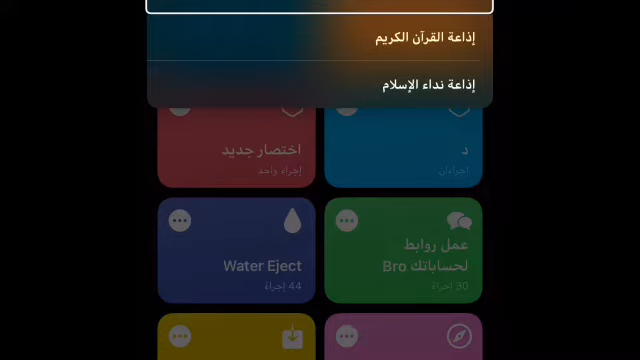 إذاعة القرآن الكريم
إذاعة نداء الإسلام
د
إجراءان
اختصار جديد
إجراء واحد
عمل روابط
لحساباتك Bro
30 إجراءً
Water Eject
44 إجراءً